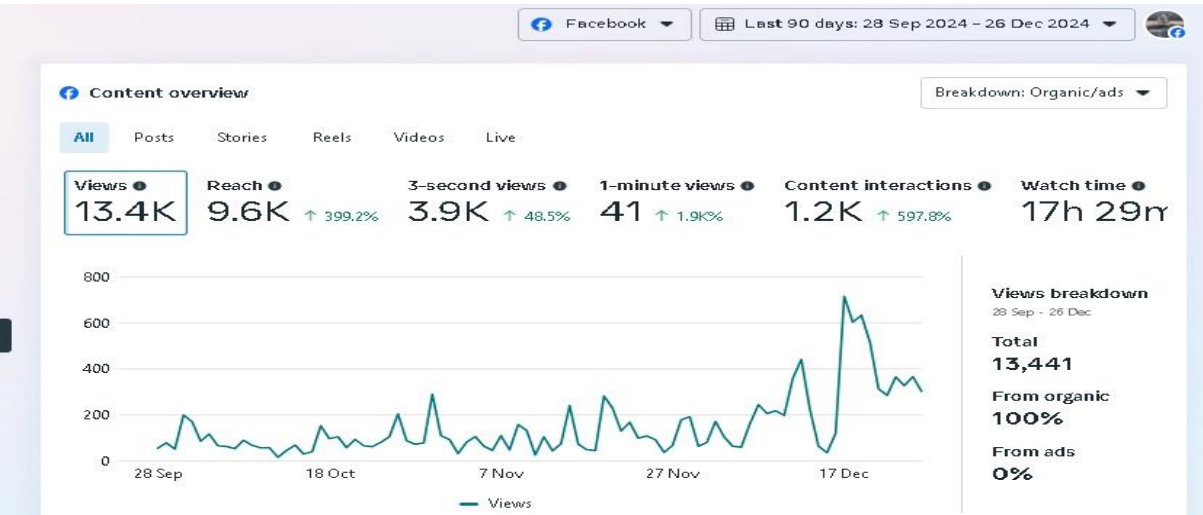 Facebook
Last 90 days: 28 Sep 2024 – 26 Dec 2024
Content overview
Breakdown: Organic/ads
All Posts Stories Reels Videos Live
Views Reach 3-second views 1-minute views Content interactions Watch time
13.4K 9.6K ↑ 399.2% 3.9K ↑ 48.5% 41 ↑ 1.9K% 1.2K ↑ 597.8% 17h 29m
800
600
400
200
0
28 Sep 18 Oct 7 Nov 27 Nov 17 Dec
Views
Views breakdown
28 Sep - 26 Dec
Total
13,441
From organic
100%
From ads
0%